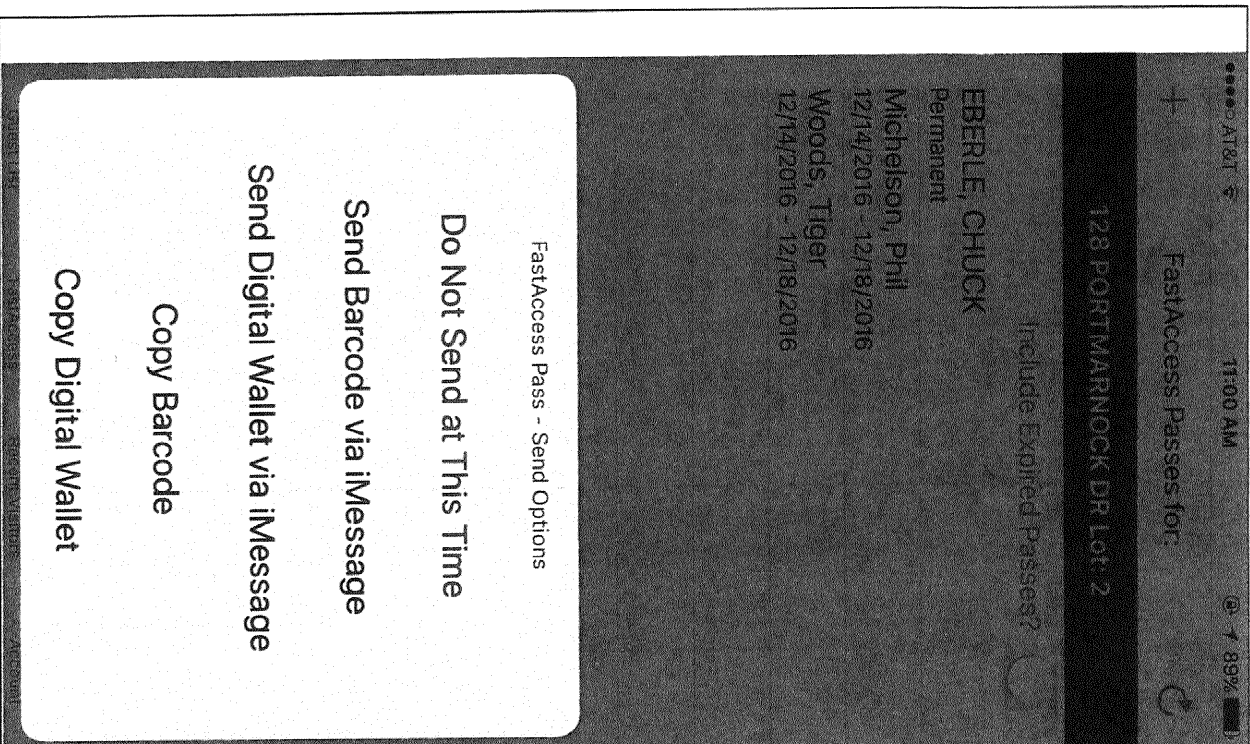 AT&T 11:00 AM 89%
FastAccess Passes for:
128 PORTMARNOCK DR Lot: 2
Include Expired Passes?
EBERLE, CHUCK
Permanent
Michelson, Phil
12/14/2016 - 12/18/2016
Woods, Tiger
12/14/2016 - 12/18/2016
FastAccess Pass - Send Options
Do Not Send at This Time
Send Barcode via iMessage
Send Digital Wallet via iMessage
Copy Barcode
Copy Digital Wallet